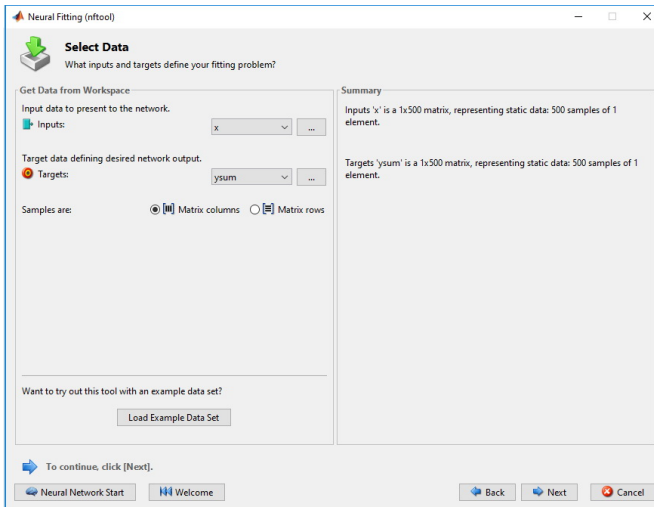 Neural Fitting (nftool)
Select Data
What inputs and targets define your fitting problem?
Get Data from Workspace
Input data to present to the network.
Inputs:
x
...
Target data defining desired network output.
Targets:
ysum
...
Samples are:
Matrix columns
Matrix rows
Want to try out this tool with an example data set?
Load Example Data Set
Summary
Inputs 'x' is a 1x500 matrix, representing static data: 500 samples of 1
element.
Targets 'ysum' is a 1x500 matrix, representing static data: 500 samples of 1
element.
To continue, click [Next].
Neural Network Start
Welcome
Back
Next
Cancel